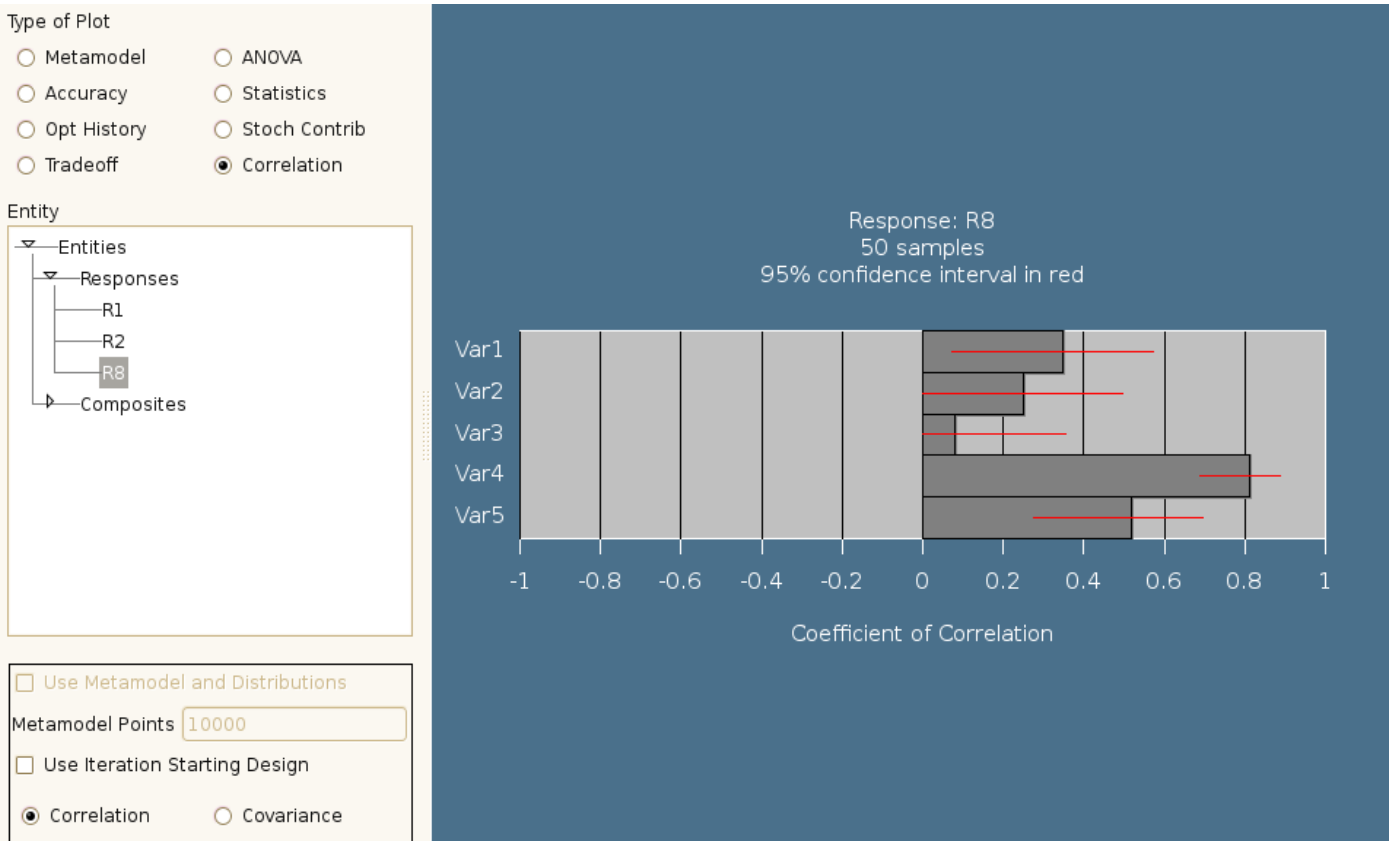 Type of Plot
Metamodel
ANOVA
Accuracy
Statistics
Opt History
Stoch Contrib
Tradeoff
Correlation
Entity
Entities
Responses
R1
R2
R8
Composites
Use Metamodel and Distributions
Metamodel Points 10000
Use Iteration Starting Design
Correlation
Covariance
Response: R8
50 samples
95% confidence interval in red
Var1
Var2
Var3
Var4
Var5
-1 -0.8 -0.6 -0.4 -0.2 0 0.2 0.4 0.6 0.8 1
Coefficient of Correlation